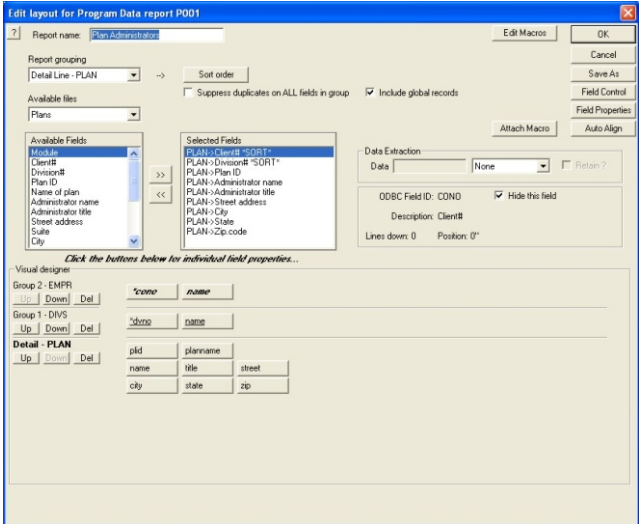 Edit layout for Program Data report P001
? Report name: Plan Administrators Edit Macros OK
Report grouping Cancel
Detail Line - PLAN --> Sort order Save As
Suppress duplicates on ALL fields in group Include global records Field Control
Available files
Plans Field Properties
Attach Macro Auto Align
Available Fields
Module
Client#
Division#
Plan ID
Name of plan
Administrator name
Administrator title
Street address
Suite
City
>>
<<
Selected Fields
PLAN->Client# *SORT*
PLAN->Division# *SORT*
PLAN->Plan ID
PLAN->Administrator name
PLAN->Administrator title
PLAN->Street address
PLAN->City
PLAN->State
PLAN->Zip.code
Data Extraction
Data None Retain ?
ODBC Field ID: CONO Hide this field
Description: Client#
Lines down: 0 Position: 0"
Click the buttons below for individual field properties...
Visual designer
Group 2 - EMPR
Up Down Del *cono name
Group 1 - DIVS
Up Down Del *dvno name
Detail - PLAN
Up Down Del plid planname
name title street
city state zip